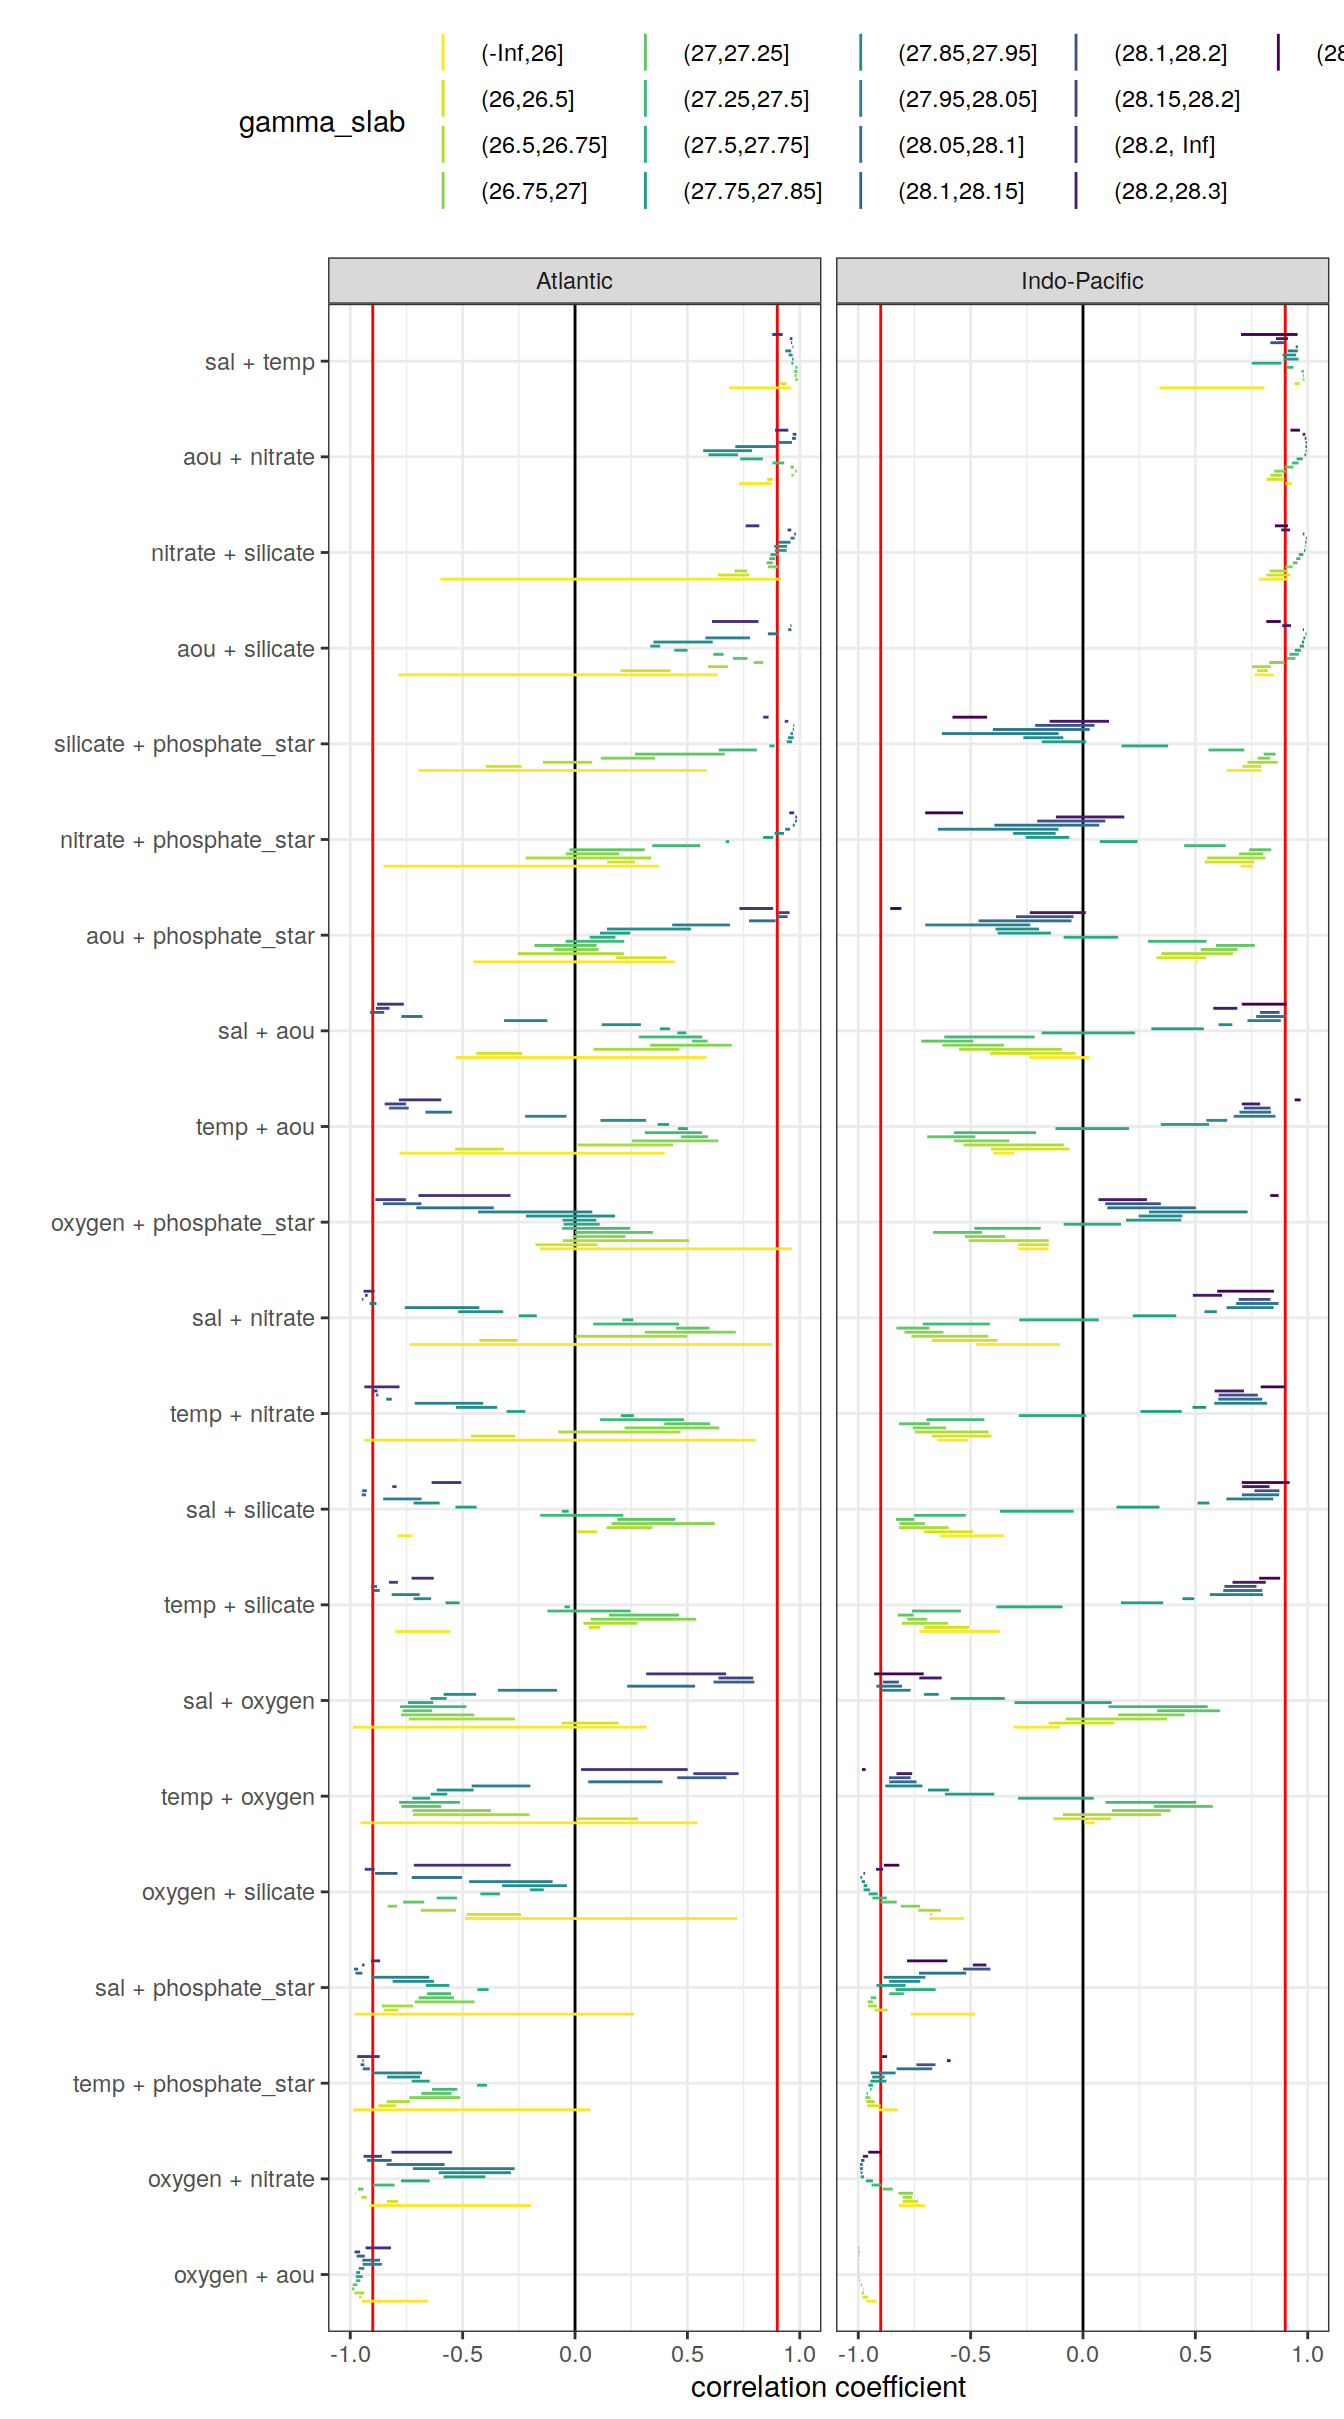 (-Inf,26] (27,27.25] (27.85,27.95] (28.1,28.2]
(26,26.5] (27.25,27.5] (27.95,28.05] (28.15,28.2]
gamma_slab
(26.5,26.75] (27.5,27.75] (28.05,28.1] (28.2, Inf]
(26.75,27] (27.75,27.85] (28.1,28.15] (28.2,28.3]
Atlantic Indo-Pacific
sal + temp
aou + nitrate
nitrate + silicate
aou + silicate
silicate + phosphate_star
nitrate + phosphate_star
aou + phosphate_star
sal + aou
temp + aou
oxygen + phosphate_star
sal + nitrate
temp + nitrate
sal + silicate
temp + silicate
sal + oxygen
temp + oxygen
oxygen + silicate
sal + phosphate_star
temp + phosphate_star
oxygen + nitrate
oxygen + aou
-1.0 -0.5 0.0 0.5 1.0 -1.0 -0.5 0.0 0.5 1.0
correlation coefficient